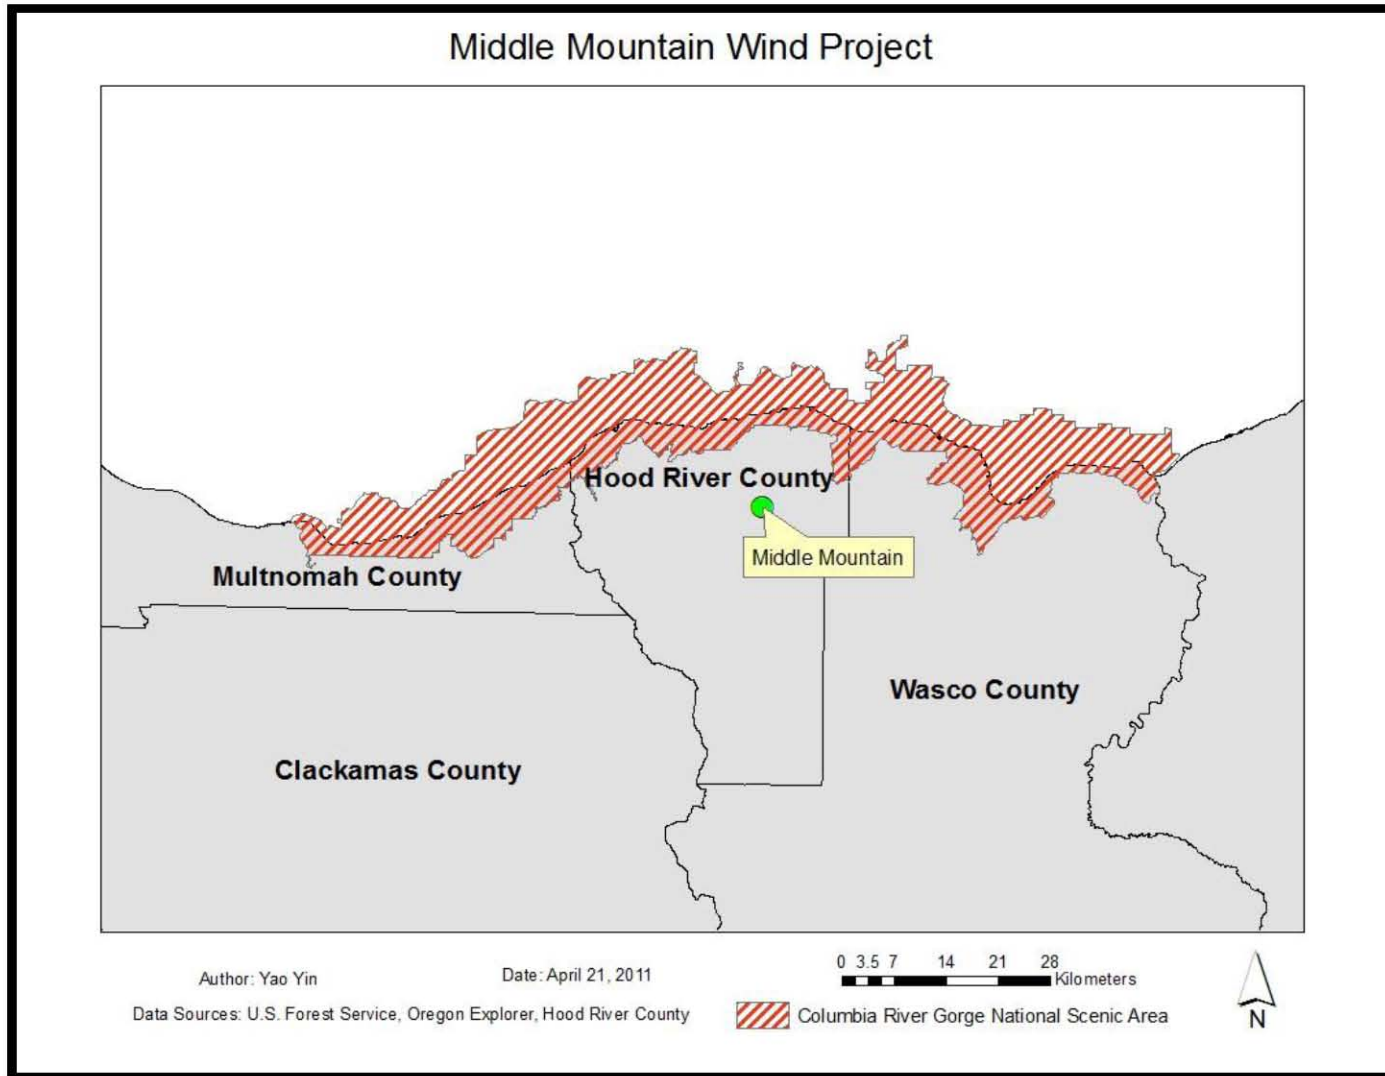 Middle Mountain Wind Project
Hood River County
Middle Mountain
Multnomah County
Wasco County
Clackamas County
Author: Yao Yin
Date: April 21, 2011
0 3.5 7 14 21 28
Kilometers
Data Sources: U.S. Forest Service, Oregon Explorer, Hood River County
Columbia River Gorge National Scenic Area
N